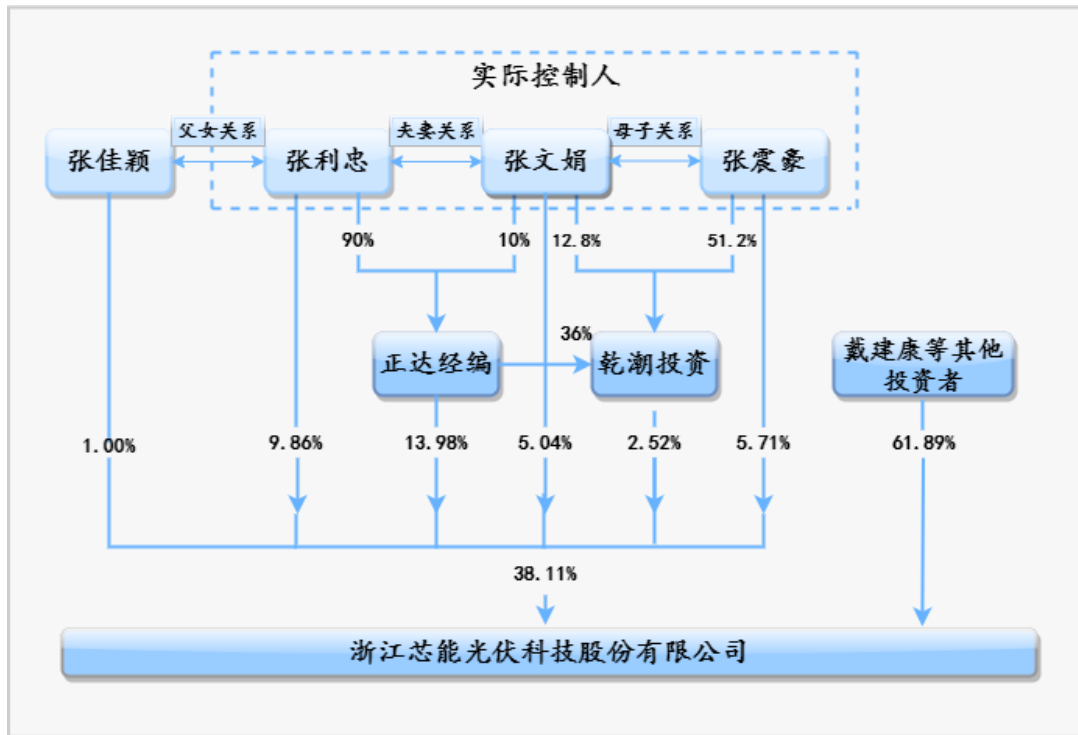 实际控制人
父女关系
夫妻关系
母子关系
张佳颖
张利忠
张文娟
张震豪
90%
10%
12.8%
51.2%
36%
正达经编
乾潮投资
戴建康等其他
投资者
1.00%
9.86%
13.98%
5.04%
2.52%
5.71%
61.89%
38.11%
浙江芯能光伏科技股份有限公司